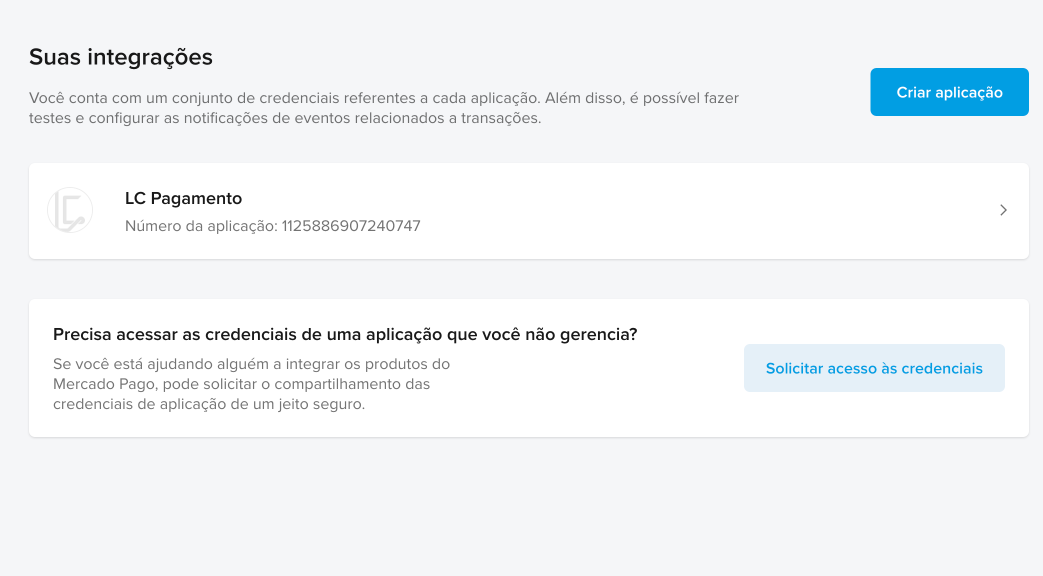 Suas integrações
Você conta com um conjunto de credenciais referentes a cada aplicação. Além disso, é possível fazer
testes e configurar as notificações de eventos relacionados a transações.
Criar aplicação
LC Pagamento
Número da aplicação: 1125886907240747
Precisa acessar as credenciais de uma aplicação que você não gerencia?
Se você está ajudando alguém a integrar os produtos do
Mercado Pago, pode solicitar o compartilhamento das
credenciais de aplicação de um jeito seguro.
Solicitar acesso às credenciais